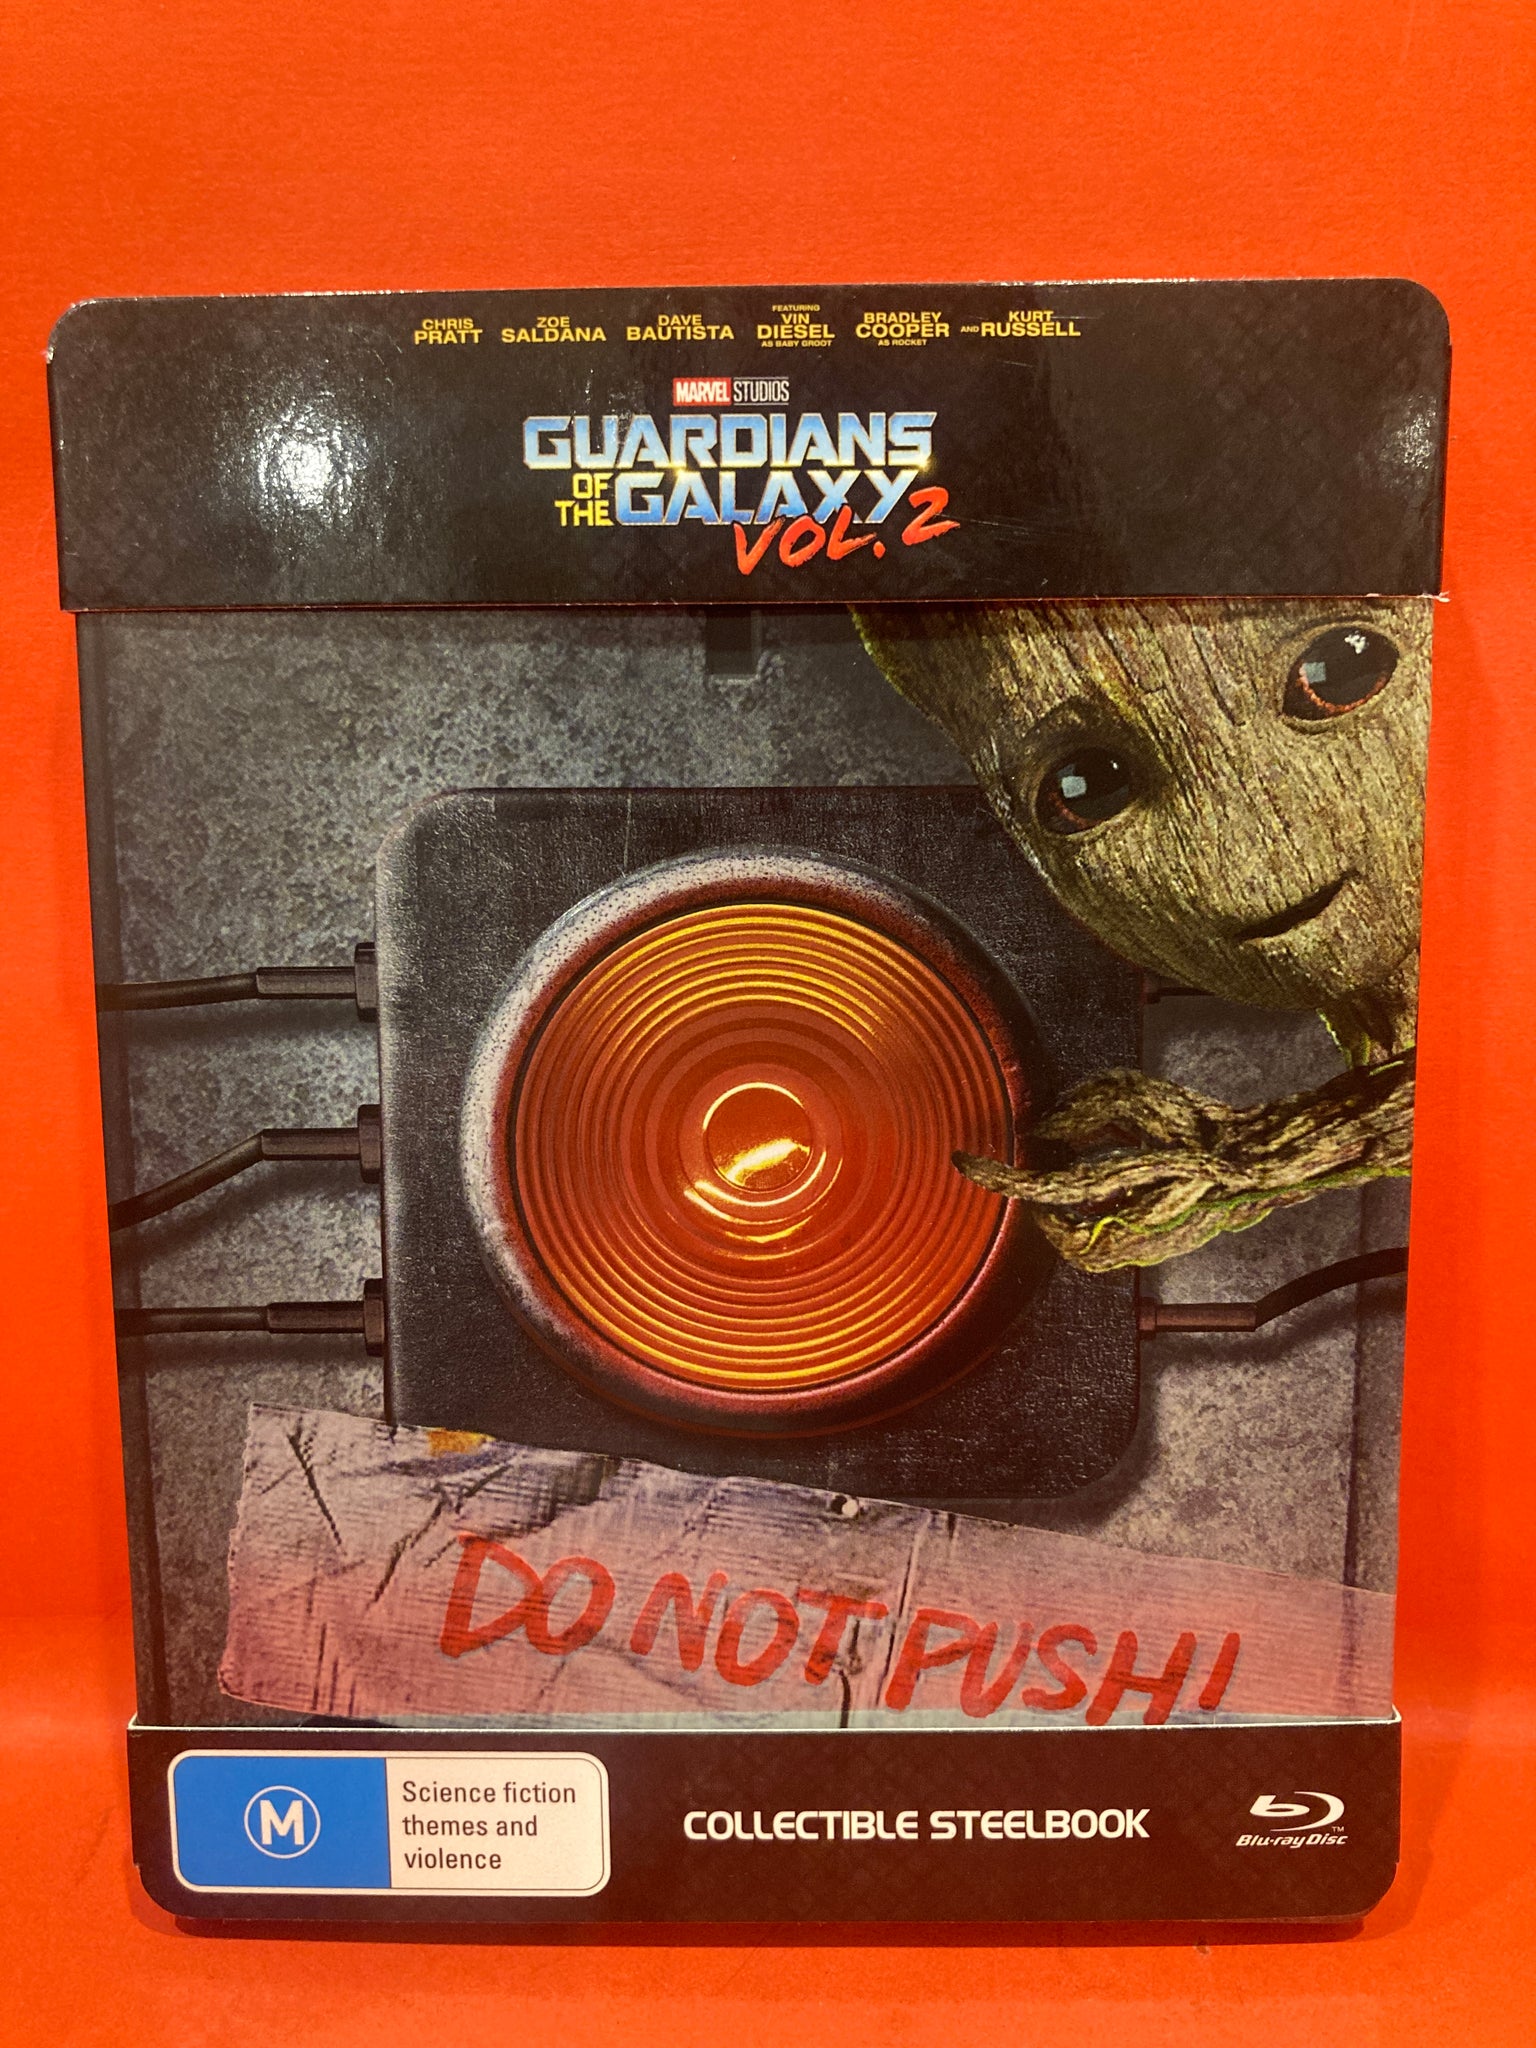 CHRIS PRATT ZOE SALDANA DAVE BAUTISTA FEATURING VIN DIESEL AS BABY GROOT BRADLEY COOPER AS ROCKET AND KURT RUSSELL
MARVEL STUDIOS
GUARDIANS
OF THE GALAXY
VOL. 2
DO NOT PUSH!
M
Science fiction
themes and
violence
COLLECTIBLE STEELBOOK
Blu-ray Disc™